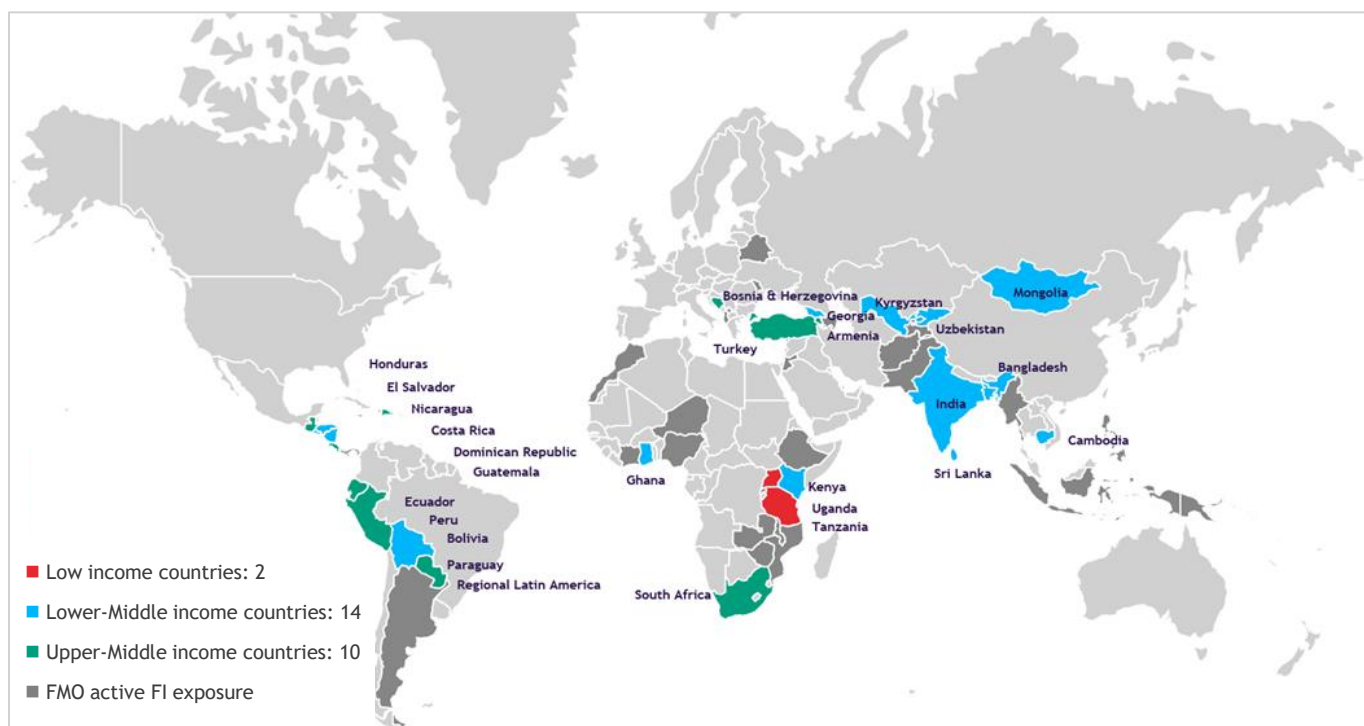 Mongolia
Bosnia & Herzegovina
Kyrgyzstan
Georgia
Uzbekistan
Armenia
Turkey
Bangladesh
Honduras
El Salvador
India
Nicaragua
Costa Rica
Cambodia
Dominican Republic
Sri Lanka
Guatemala
Ghana
Kenya
Ecuador
Uganda
Peru
Tanzania
Bolivia
Paraguay
Low income countries: 2
Regional Latin America
South Africa
Lower-Middle income countries: 14
Upper-Middle income countries: 10
FMO active FI exposure